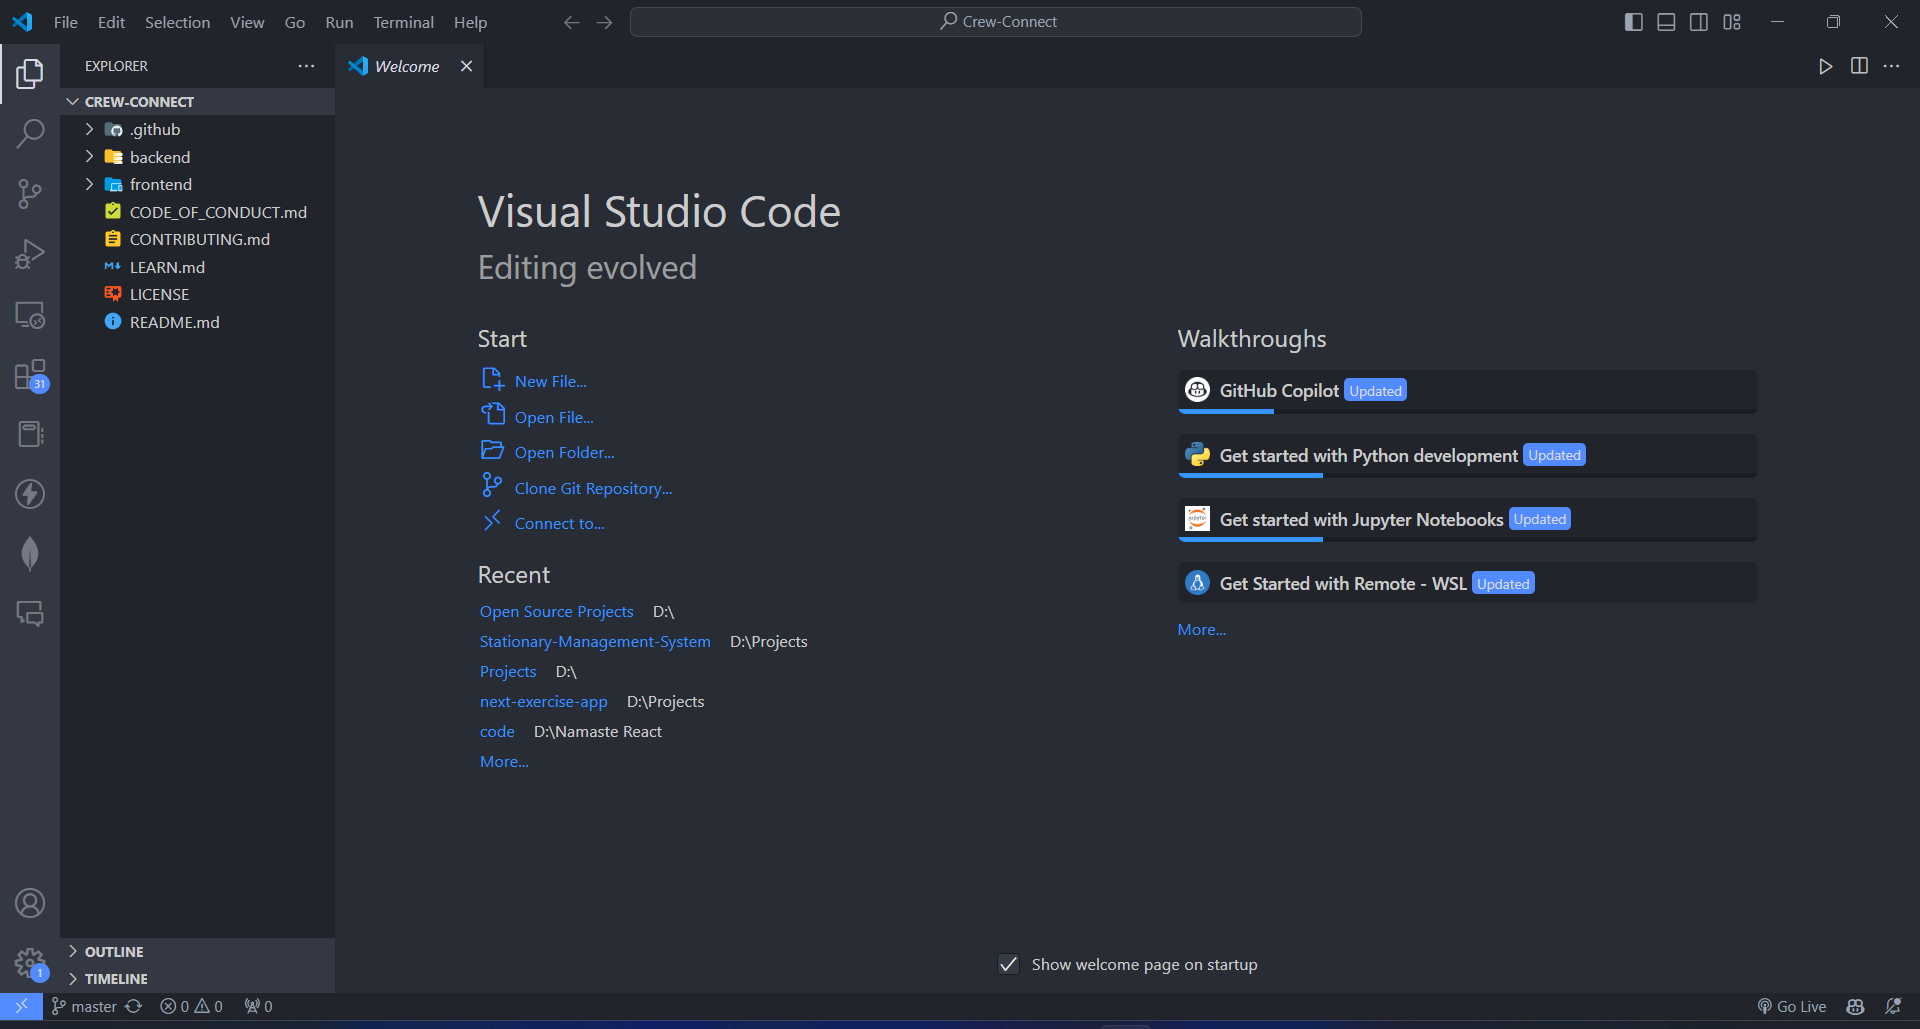 File Edit Selection View Go Run Terminal Help
Crew-Connect
EXPLORER
Welcome
CREW-CONNECT
.github
backend
frontend
CODE_OF_CONDUCT.md
CONTRIBUTING.md
LEARN.md
LICENSE
README.md
31
Visual Studio Code
Editing evolved
Start
New File...
Open File...
Open Folder...
Clone Git Repository...
Connect to...
Recent
Open Source Projects D:\
Stationary-Management-System D:\Projects
Projects D:\
next-exercise-app D:\Projects
code D:\Namaste React
More...
Walkthroughs
GitHub Copilot Updated
Get started with Python development Updated
jupyter
Get started with Jupyter Notebooks Updated
Get Started with Remote - WSL Updated
More...
Show welcome page on startup
OUTLINE
TIMELINE
1
master 0 0 0
Go Live